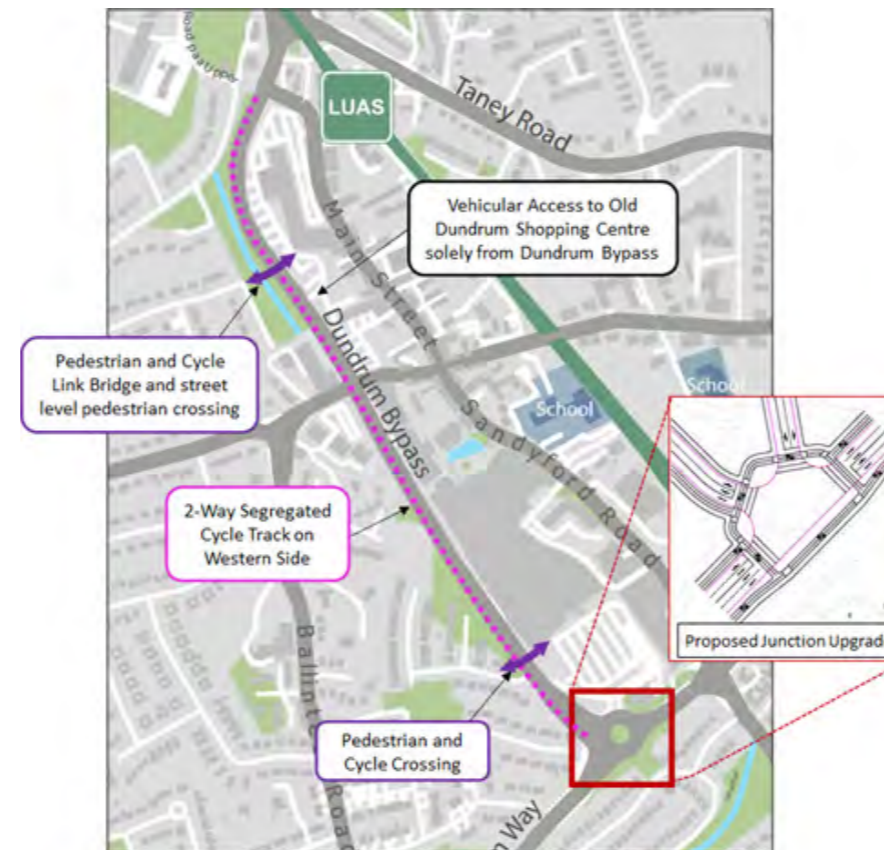 LUAS
Taney Road
Main Street
Vehicular Access to Old
Dundrum Shopping Centre
solely from Dundrum Bypass
Dundrum Bypass
Pedestrian and Cycle
Link Bridge and street
level pedestrian crossing
School
School
Sandyford Road
2-Way Segregated
Cycle Track on
Western Side
Proposed Junction Upgrad
Ballinte
Road
Pedestrian and
Cycle Crossing
Way